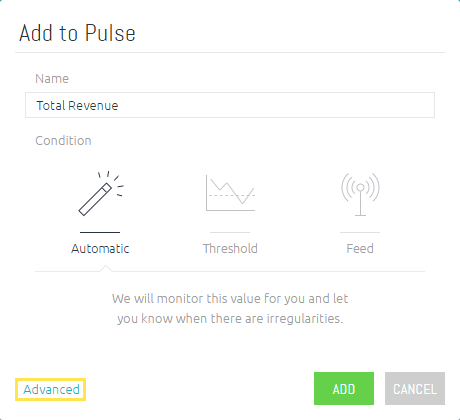 Add to Pulse
Name
Total Revenue
Condition
Automatic Threshold Feed
We will monitor this value for you and let
you know when there are irregularities.
Advanced ADD CANCEL